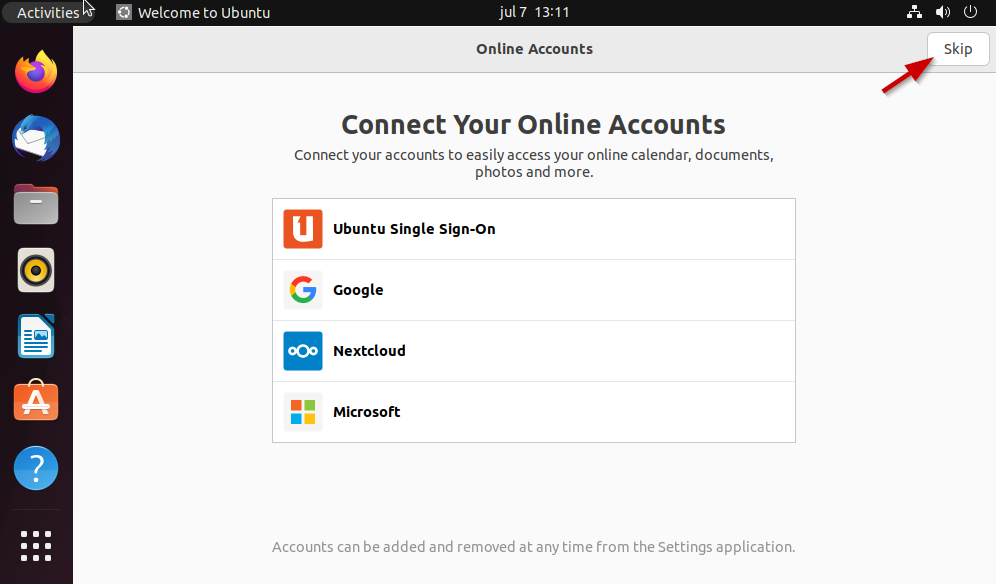 Activities
Welcome to Ubuntu
jul 7 13:11
Online Accounts
Skip
Connect Your Online Accounts
Connect your accounts to easily access your online calendar, documents,
photos and more.
Ubuntu Single Sign-On
Google
Nextcloud
Microsoft
Accounts can be added and removed at any time from the Settings application.